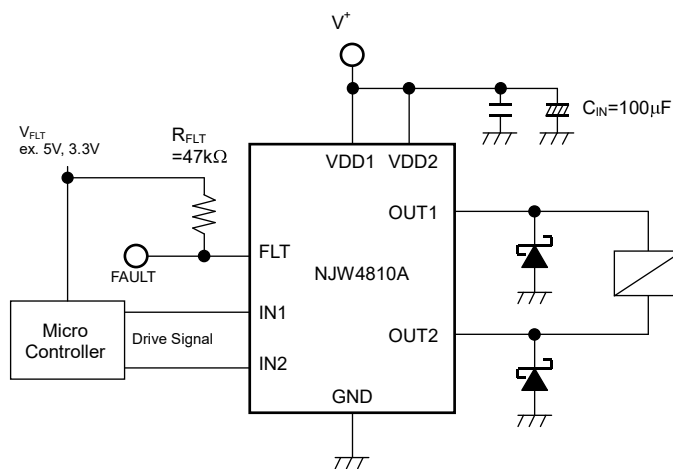 V+
VFLT
ex. 5V, 3.3V
RFLT
=47kΩ
CIN=100μF
VDD1
VDD2
OUT1
FLT
FAULT
NJW4810A
IN1
Micro
Controller
Drive Signal
OUT2
IN2
GND